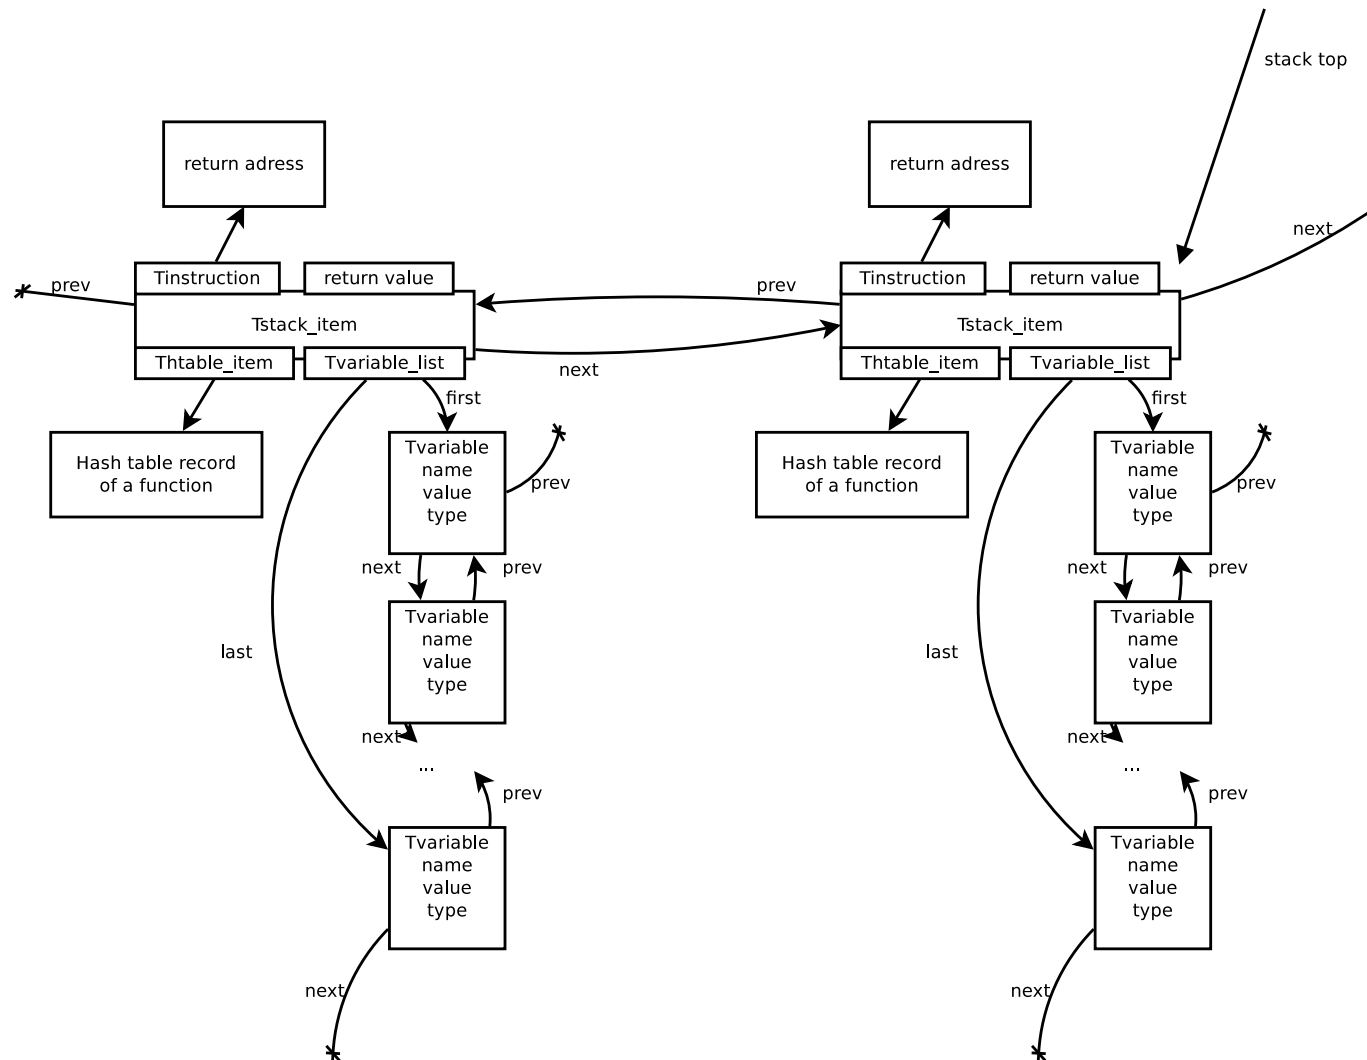 stack top
return adress
return adress
next
Tinstruction
return value
Tinstruction
return value
prev
prev
Tstack_item
Tstack_item
Thtable_item
Tvariable_list
next
Thtable_item
Tvariable_list
first
first
Hash table record
of a function
Tvariable
name
value
type
prev
Hash table record
of a function
Tvariable
name
value
type
prev
next
prev
next
prev
last
Tvariable
name
value
type
last
Tvariable
name
value
type
next
...
prev
next
...
prev
Tvariable
name
value
type
Tvariable
name
value
type
next
next